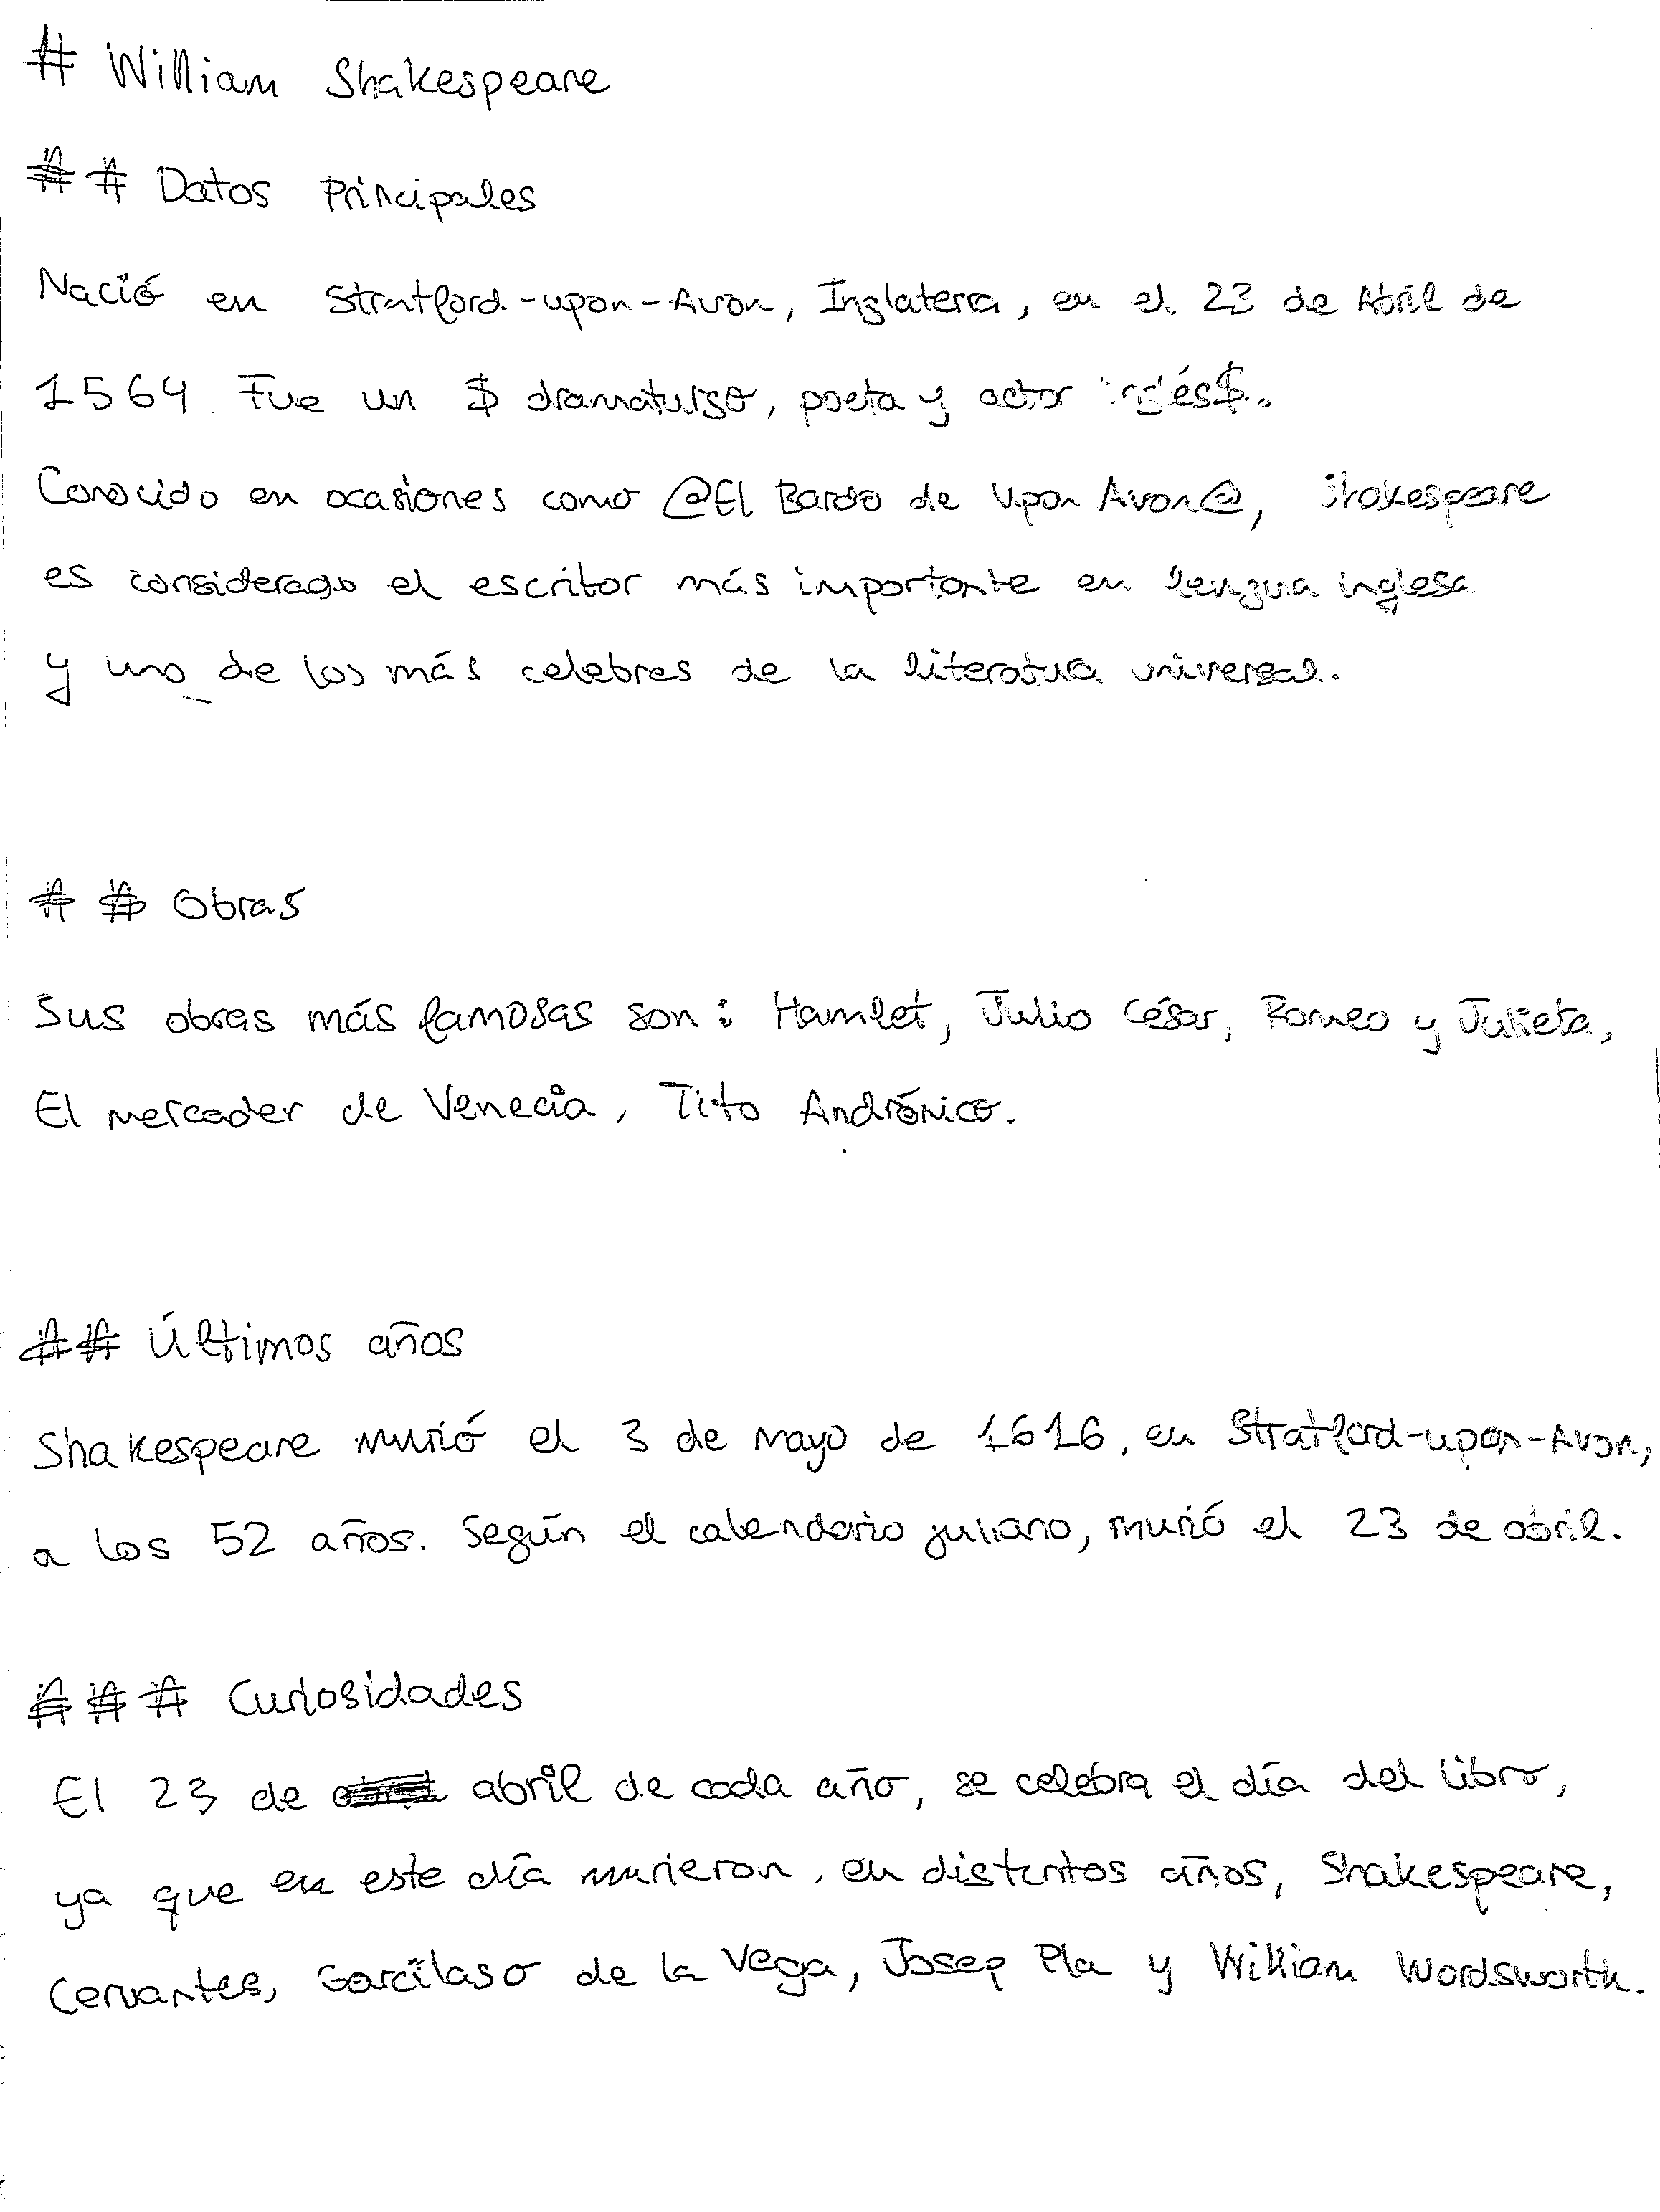 # William Shakespeare
## Datos Principales
Nació en Stratford-upon-Avon, Inglaterra, en el 23 de Abril de
1564. Fue un $ dramaturgo, poeta y actor inglés$.
Conocido en ocasiones como @El Bardo de Upon Avon@, Shakespeare
es considerado el escritor más importante en lengua inglesa
y uno de los más celebres de la literatura universal.
## Obras
Sus obras más famosas son: Hamlet, Julio César, Romeo y Julieta,
El mercader de Venecia, Tito Andrónico.
## Últimos años
Shakespeare murió el 3 de mayo de 1616, en Stratford-upon-Avon,
a los 52 años. Según el calendario juliano, murió el 23 de abril.
### Curiosidades
El 23 de abril de cada año, se celebra el día del libro,
ya que en este día murieron, en distintos años, Shakespeare,
Cervantes, Garcilaso de la Vega, Josep Pla y William Wordsworth.